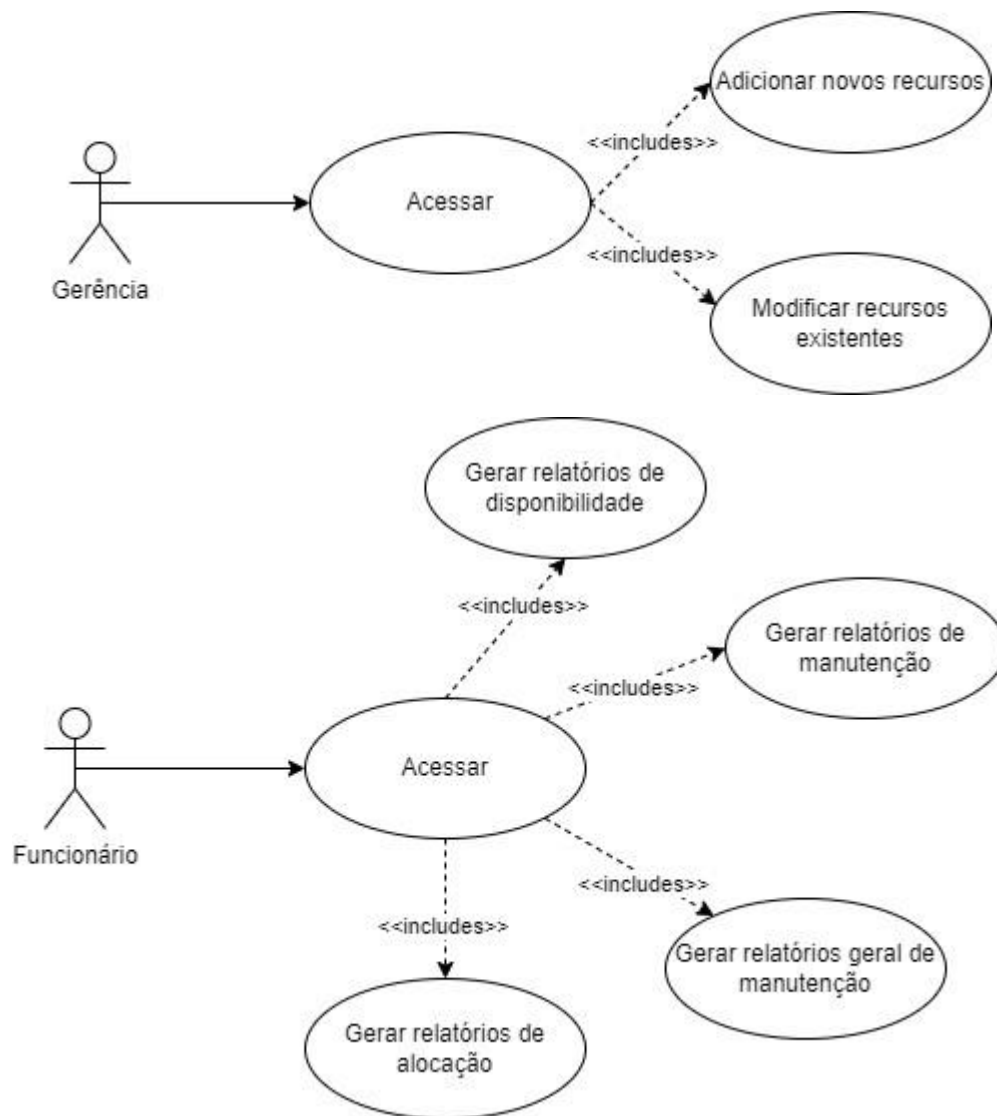 Adicionar novos recursos
<<includes>>
Acessar
<<includes>>
Gerência
Modificar recursos
existentes
Gerar relatórios de
disponibilidade
<<includes>>
Gerar relatórios de
manutenção
<<includes>>
Acessar
Funcionário
<<includes>>
<<includes>>
Gerar relatórios geral de
manutenção
Gerar relatórios de
alocação